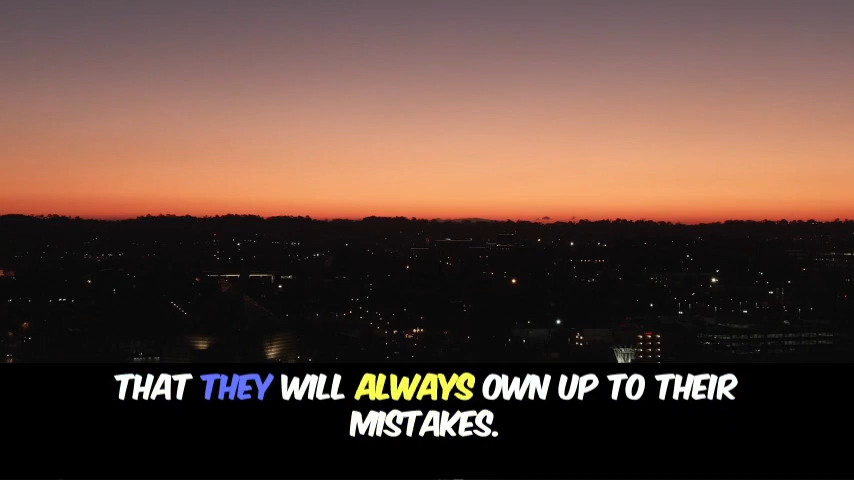 THAT THEY WILL ALWAYS OWN UP TO THEIR
MISTAKES.